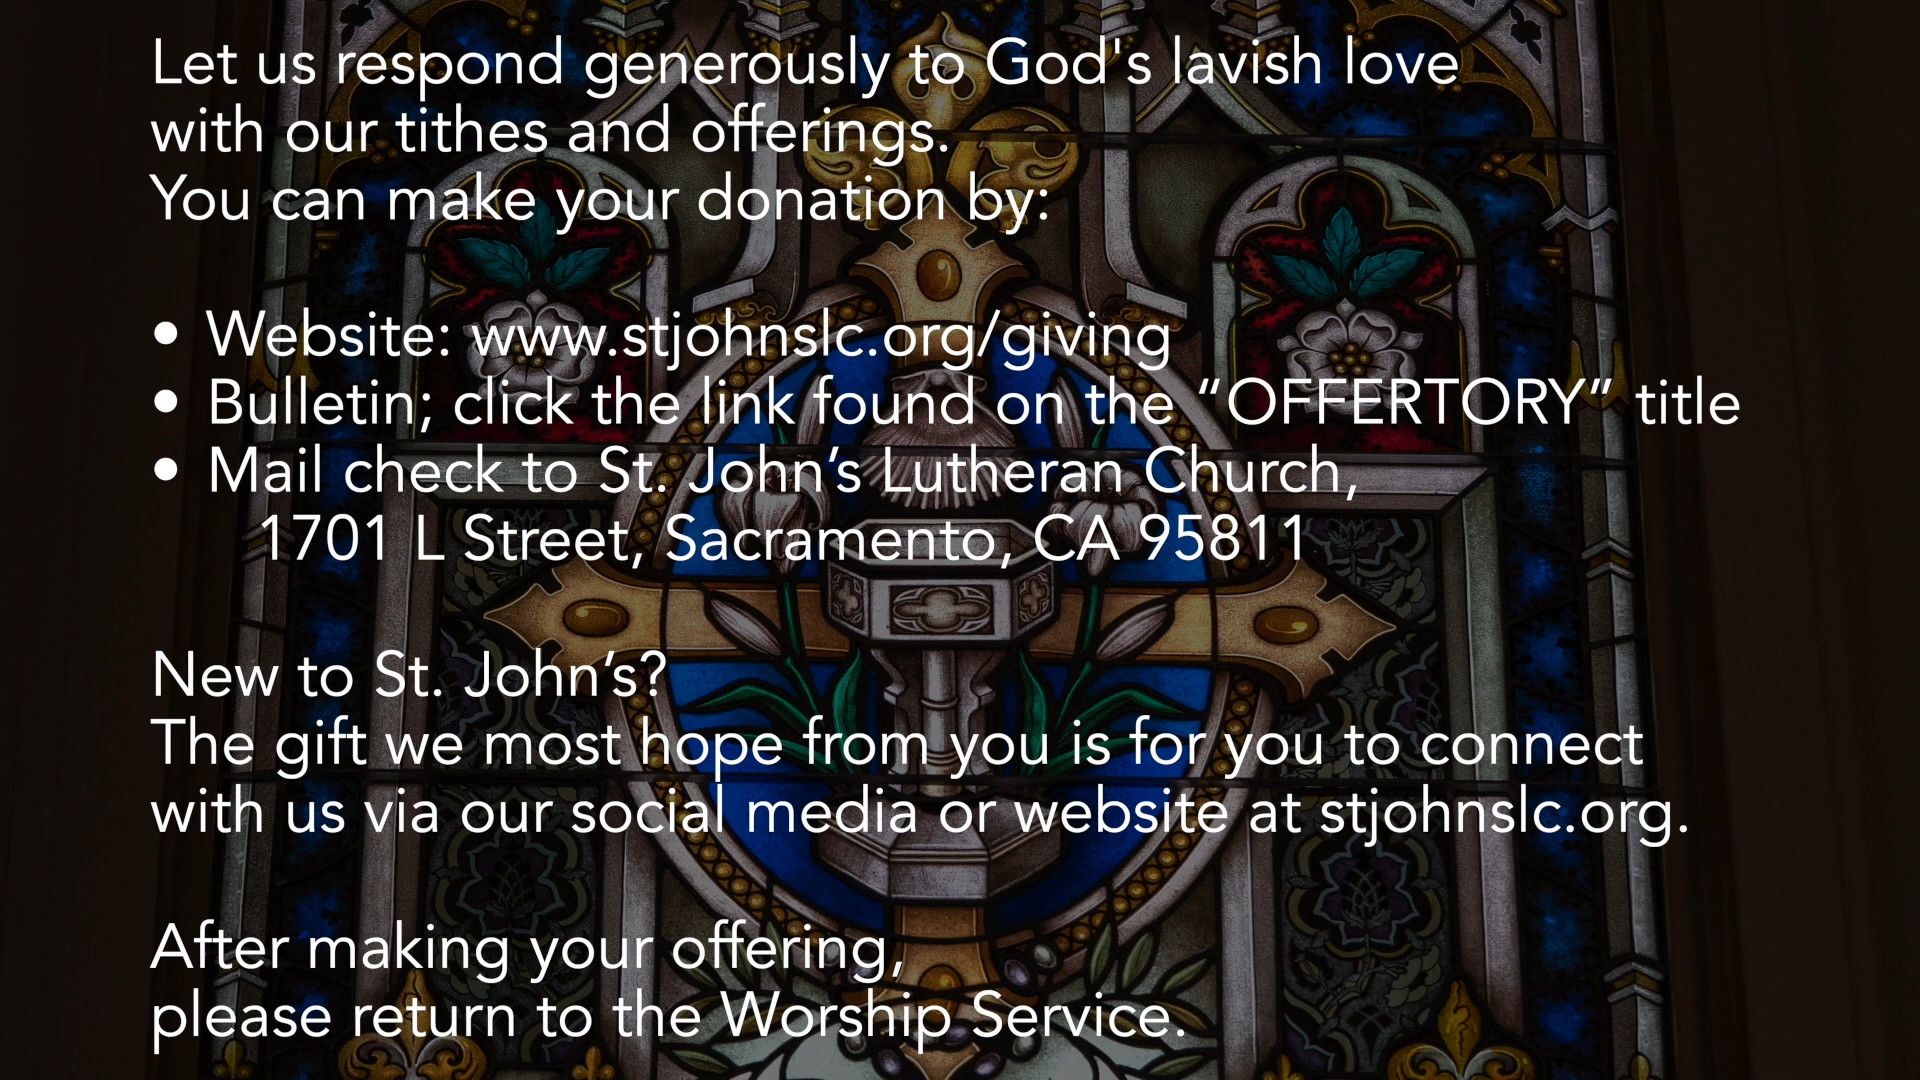 Let us respond generously to God's lavish love
with our tithes and offerings.
You can make your donation by:
• Website: www.stjohnslc.org/giving
• Bulletin; click the link found on the “OFFERTORY” title
• Mail check to St. John’s Lutheran Church,
1701 L Street, Sacramento, CA 95811
New to St. John’s?
The gift we most hope from you is for you to connect
with us via our social media or website at stjohnslc.org.
After making your offering,
please return to the Worship Service.